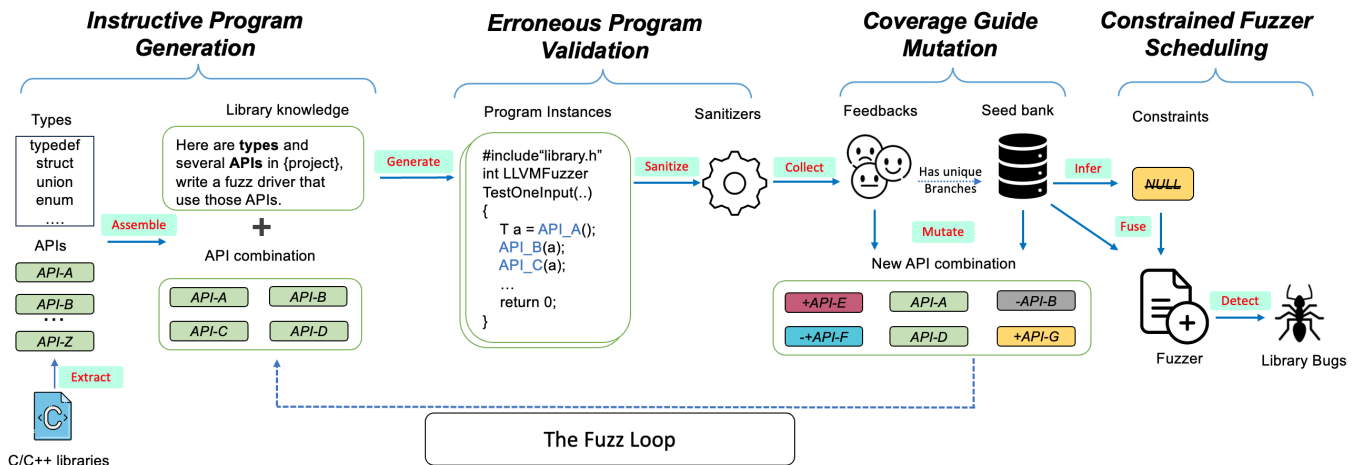 Instructive Program
Generation
Erroneous Program
Validation
Coverage Guide
Mutation
Constrained Fuzzer
Scheduling
Types
typedef
struct
union
enum
....
APIs
API-A
API-B
...
API-Z
Extract
C
C/C++ libraries
Assemble
Library knowledge
Here are types and
several APIs in {project},
write a fuzz driver that
use those APIs.
+
API combination
API-A
API-B
API-C
API-D
Generate
Program Instances
#include“library.h”
int LLVMFuzzer
TestOneInput(..)
{
T a = API_A();
API_B(a);
API_C(a);
…
return 0;
}
Sanitize
Sanitizers
Collect
Feedbacks
Has unique
Branches
Seed bank
Mutate
New API combination
+API-E
API-A
-API-B
-+API-F
API-D
+API-G
Infer
Constraints
NULL
Fuse
Fuzzer
Detect
Library Bugs
The Fuzz Loop